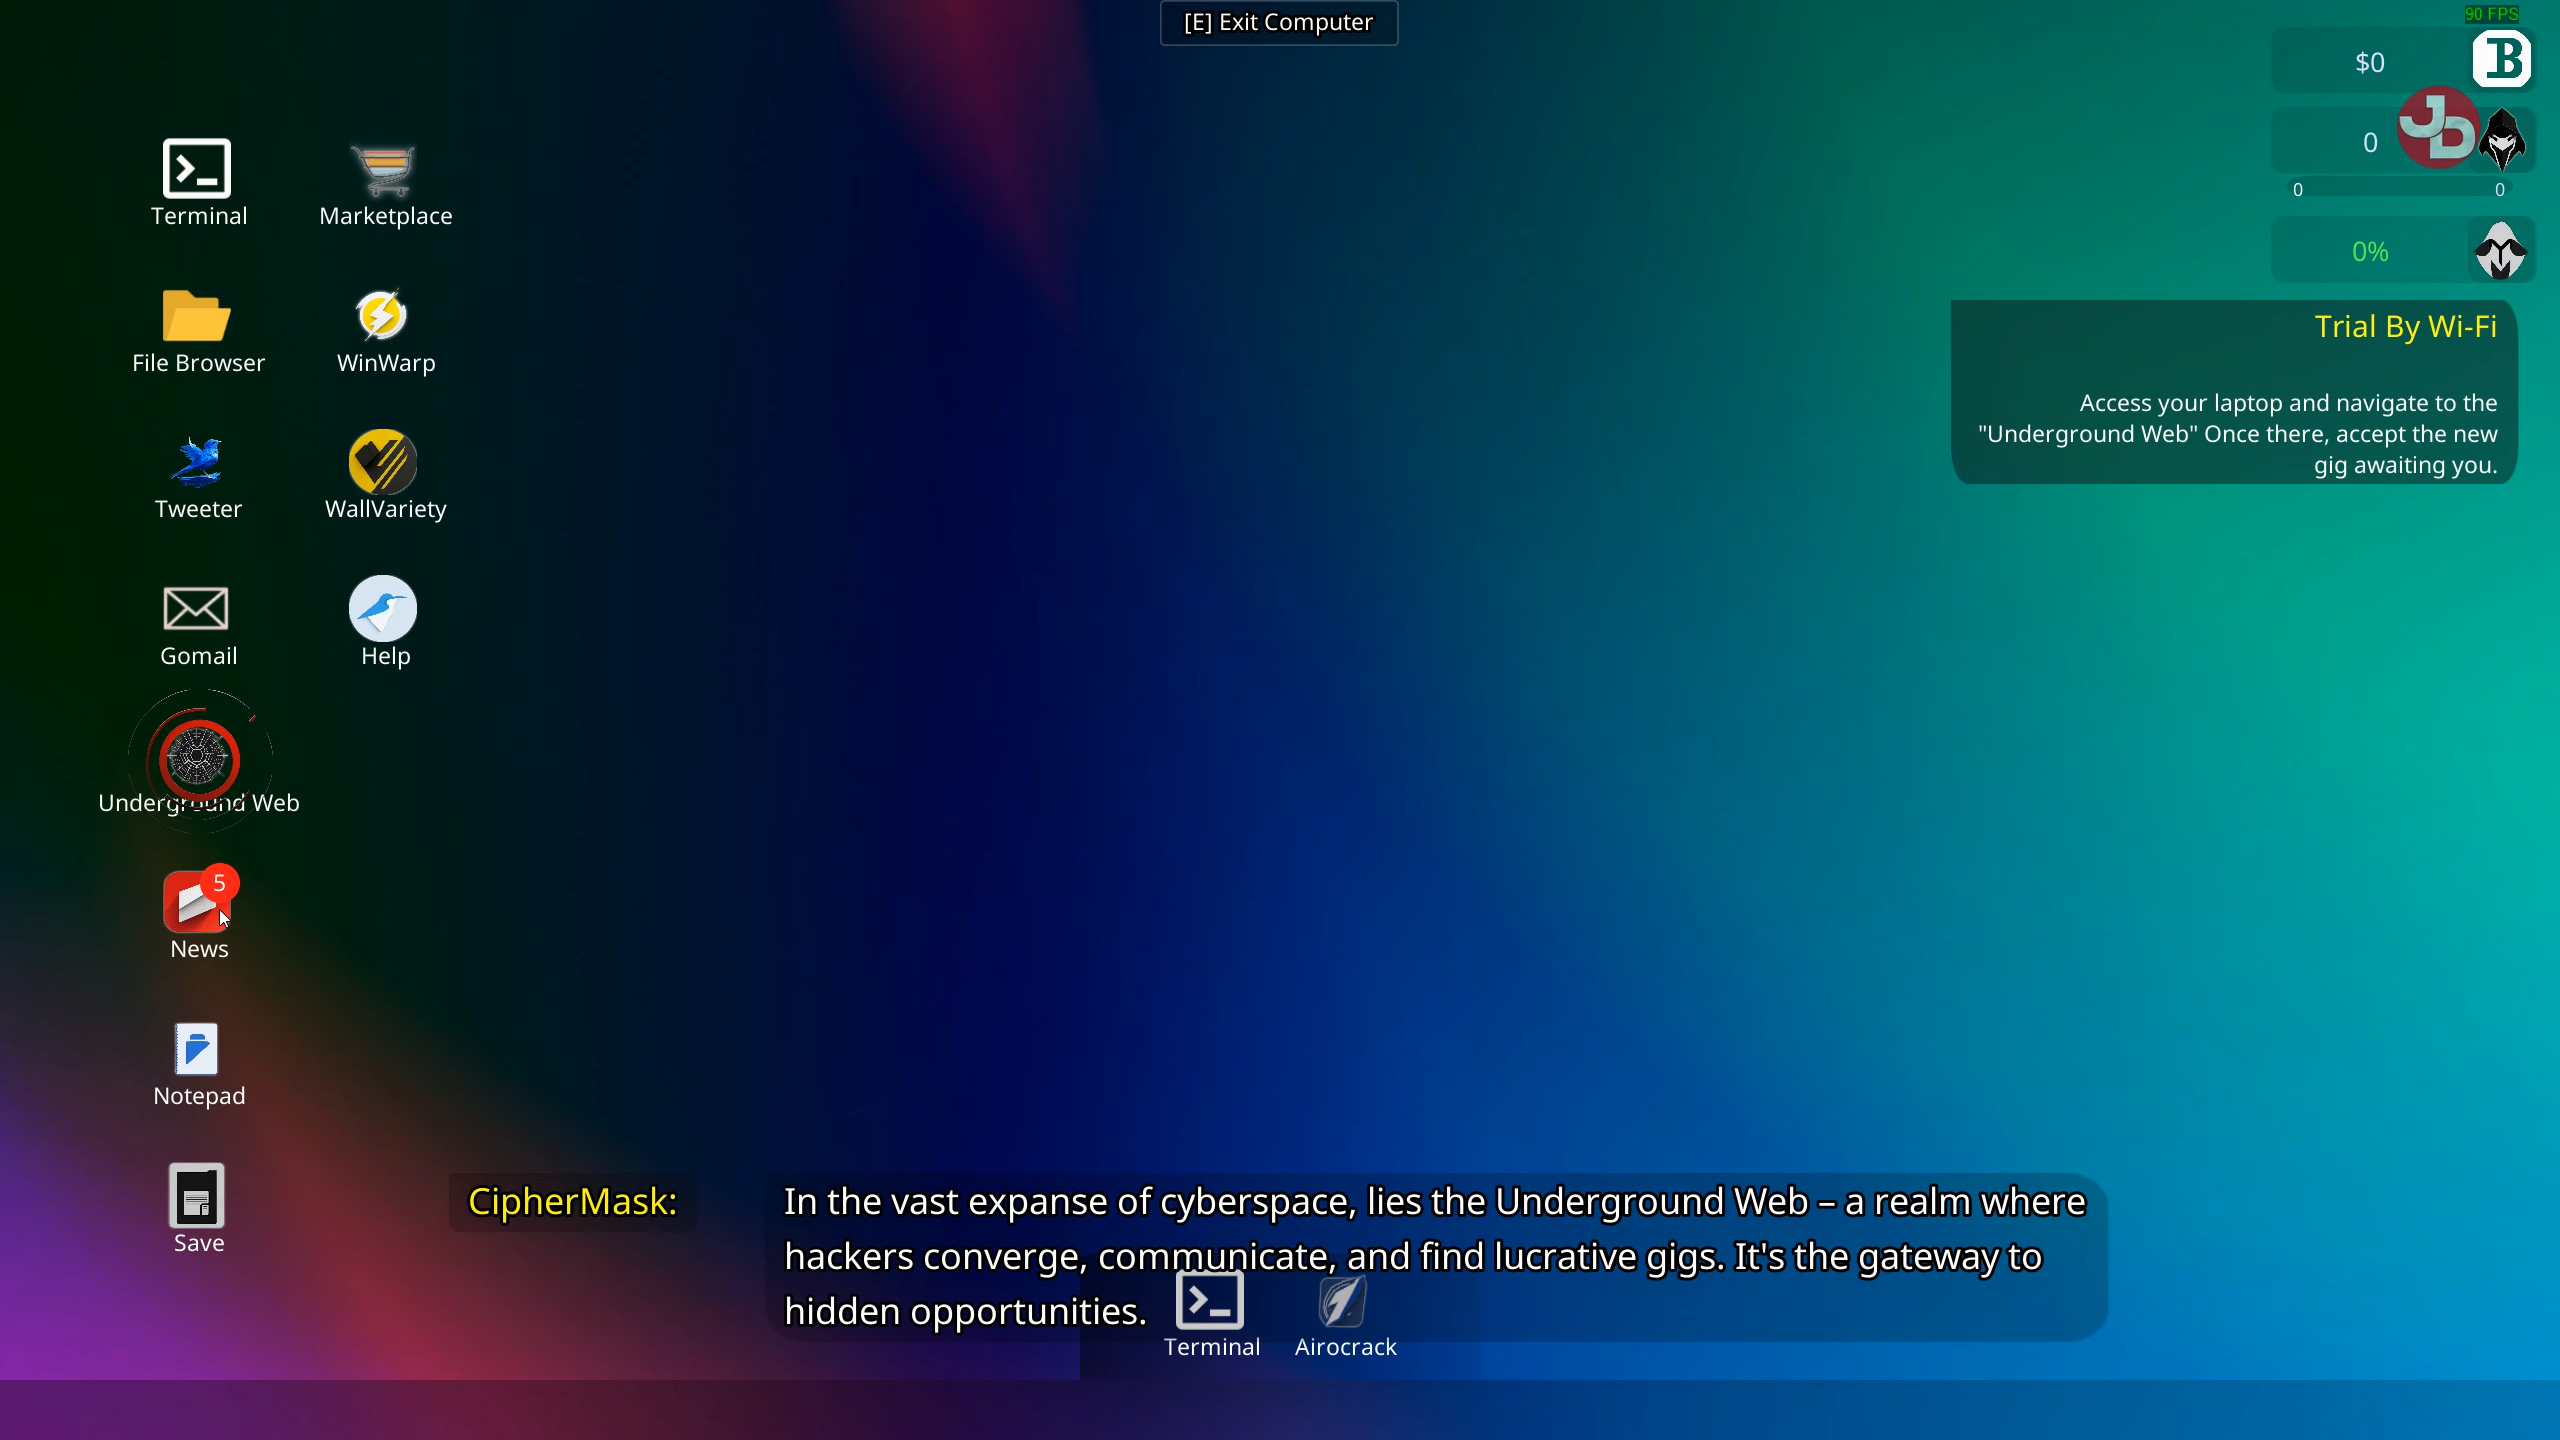 [E] Exit Computer
90 FPS
$0
B
JD
0
0
0
0%
Trial By Wi-Fi
Access your laptop and navigate to the
"Underground Web" Once there, accept the new
gig awaiting you.
Terminal
Marketplace
File Browser
WinWarp
Tweeter
WallVariety
Gomail
Help
Underground Web
5
News
Notepad
Save
CipherMask:
In the vast expanse of cyberspace, lies the Underground Web – a realm where
hackers converge, communicate, and find lucrative gigs. It's the gateway to
hidden opportunities.
Terminal
Airocrack